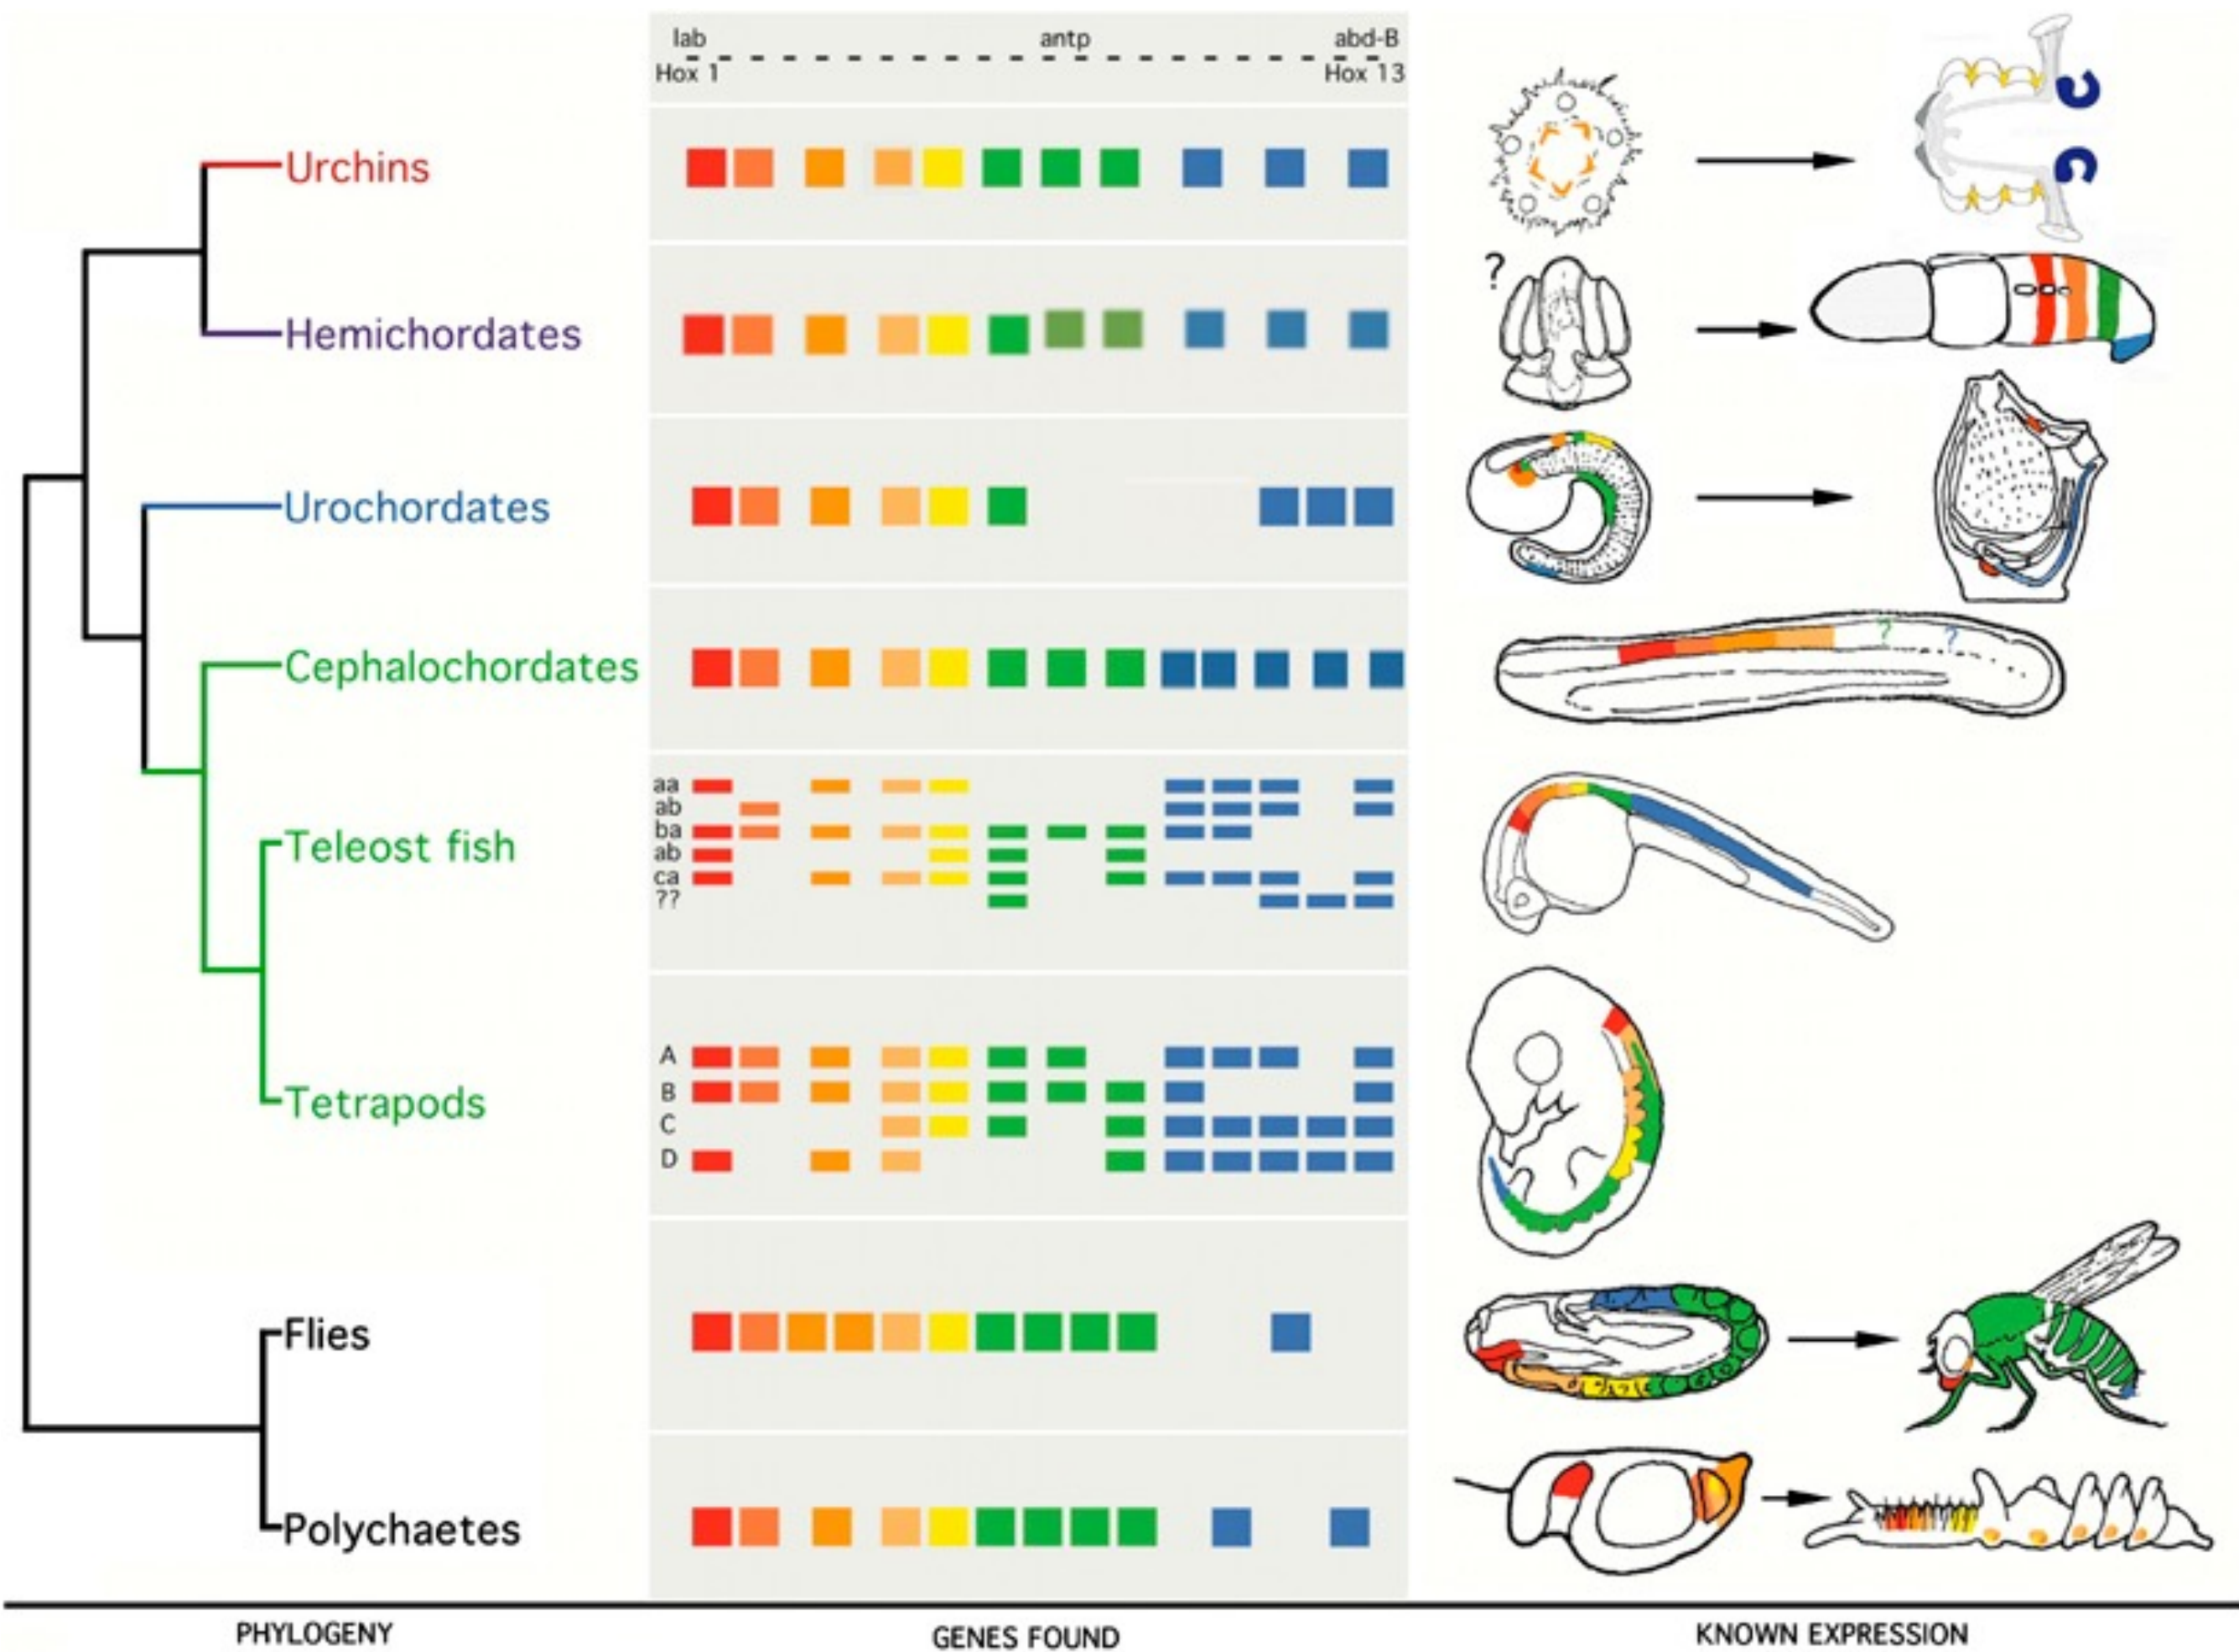 lab antp abd-B
Hox 1 Hox 13
Urchins
Hemichordates
?
Urochordates
Cephalochordates
? ?
aa
ab
ba
ab
ca
??
Teleost fish
A
B
C
D
Tetrapods
Flies
Polychaetes
PHYLOGENY GENES FOUND KNOWN EXPRESSION